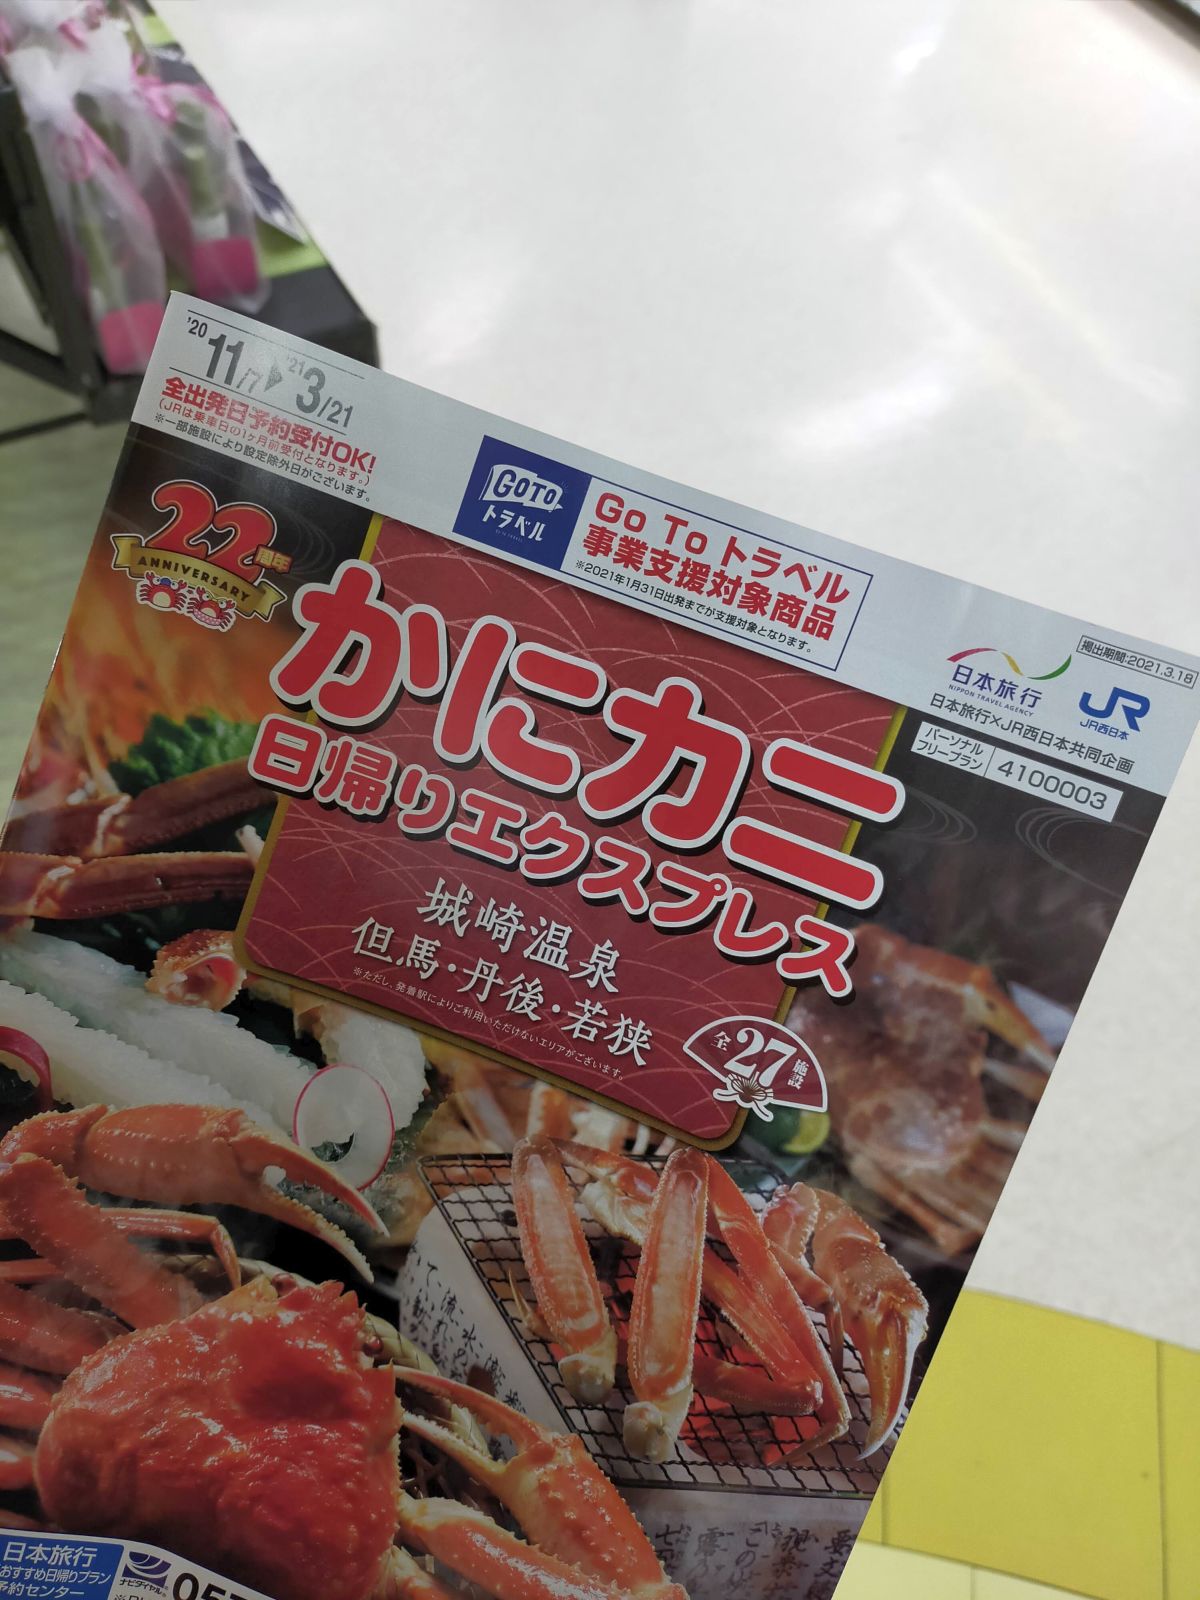 '20 11/7 ▶ '21 3/21
全出発日予約受付OK!
(JRは乗車日の1ヶ月前受付となります。)
※一部施設により設定除外日がございます。
GOTO
トラベル
Go To トラベル
事業支援対象商品
※2021年1月31日出発までが支援対象となります。
掲出期間:2021.3.18
日本旅行
NIPPON TRAVEL AGENCY
JR
JR西日本
日本旅行×JR西日本共同企画
パーソナル
フリープラン
4100003
22周年
ANNIVERSARY
かにカニ
日帰りエクスプレス
城崎温泉
但馬・丹後・若狭
※ただし、発着駅によりご利用いただけないエリアがございます。
全27施設
日本旅行
おすすめ日帰りプラン
予約センター
ナビダイヤル
057